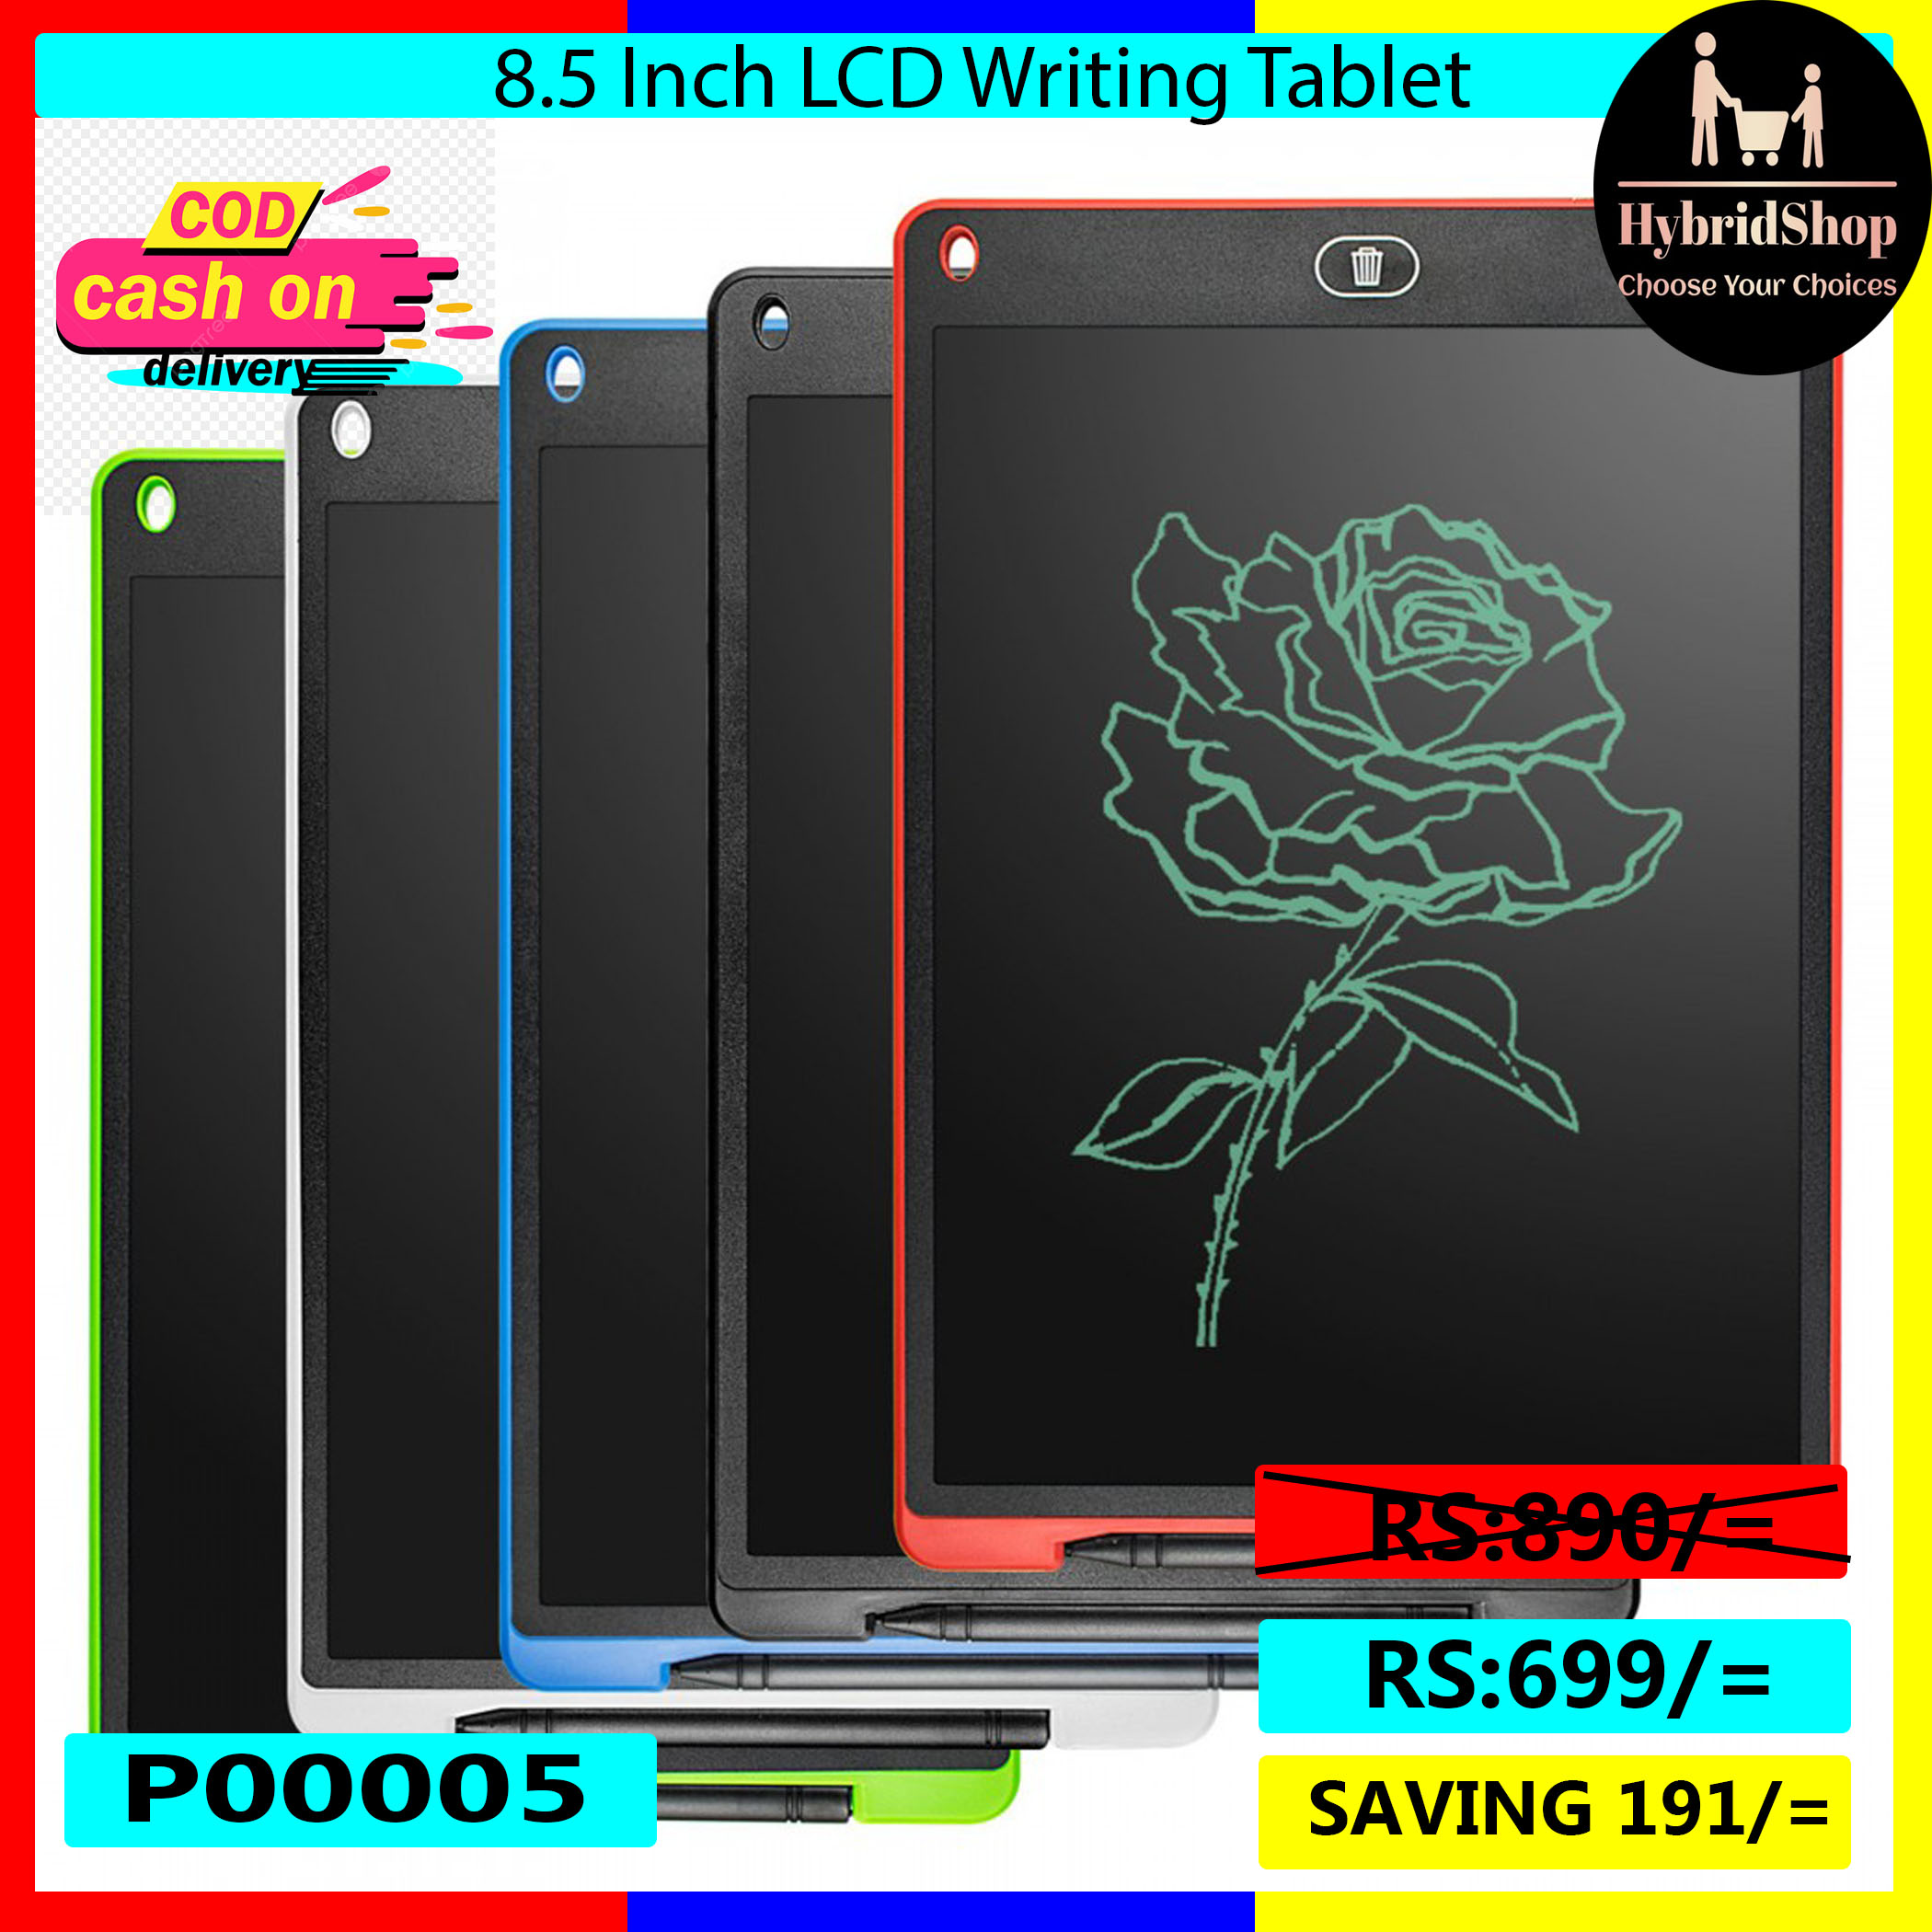 8.5 Inch LCD Writing Tablet
COD
cash on
delivery
HybridShop
Choose Your Choices
RS:890/=
RS:699/=
SAVING 191/=
P00005